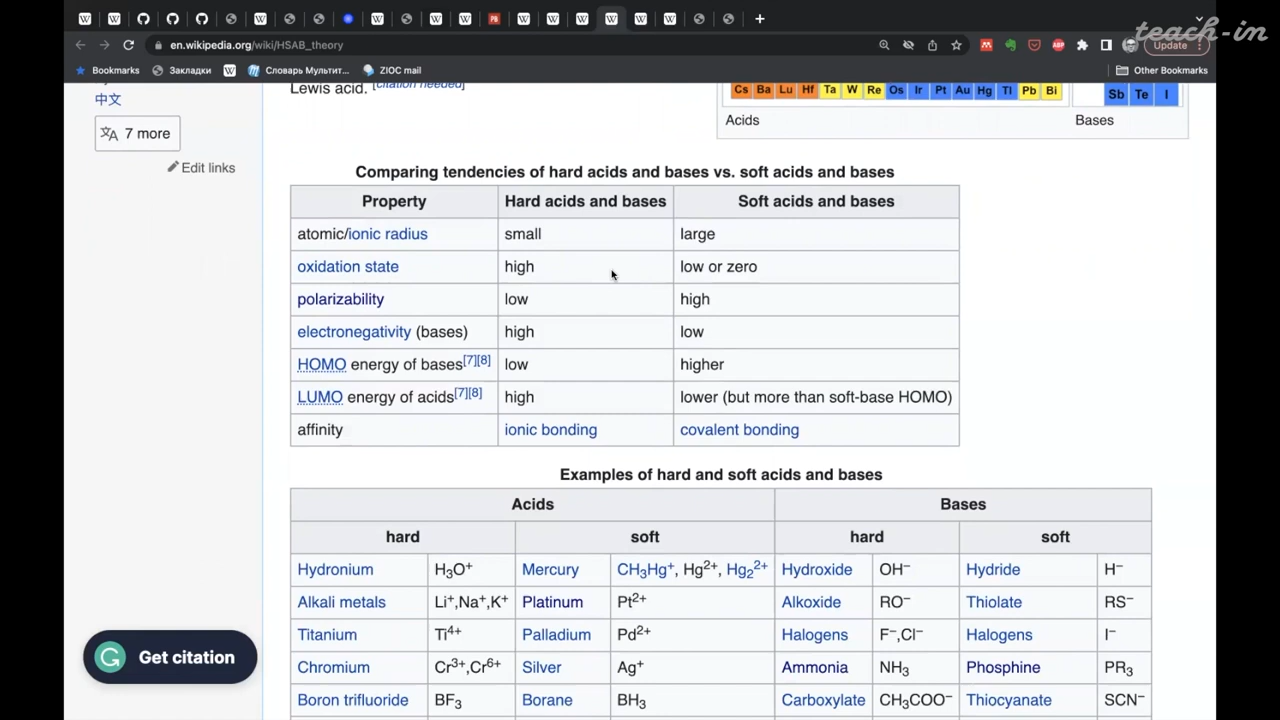 teach-in
en.wikipedia.org/wiki/HSAB_theory
Update
Bookmarks Закладки Словарь Мультит... ZIOC mail Other Bookmarks
Lewis acid. [citation needed]
Cs Ba Lu Hf Ta W Re Os Ir Pt Au Hg Tl Pb Bi Sb Te I
Acids Bases
中文
7 more
Edit links
Comparing tendencies of hard acids and bases vs. soft acids and bases
Property Hard acids and bases Soft acids and bases
atomic/ionic radius small large
oxidation state high low or zero
polarizability low high
electronegativity (bases) high low
HOMO energy of bases[7][8] low higher
LUMO energy of acids[7][8] high lower (but more than soft-base HOMO)
affinity ionic bonding covalent bonding
Examples of hard and soft acids and bases
Acids Bases
hard soft hard soft
Hydronium H₃O⁺ Mercury CH₃Hg⁺, Hg²⁺, Hg₂²⁺ Hydroxide OH⁻ Hydride H⁻
Alkali metals Li⁺,Na⁺,K⁺ Platinum Pt²⁺ Alkoxide RO⁻ Thiolate RS⁻
Titanium Ti⁴⁺ Palladium Pd²⁺ Halogens F⁻,Cl⁻ Halogens I⁻
Chromium Cr³⁺,Cr⁶⁺ Silver Ag⁺ Ammonia NH₃ Phosphine PR₃
Boron trifluoride BF₃ Borane BH₃ Carboxylate CH₃COO⁻ Thiocyanate SCN⁻
Get citation